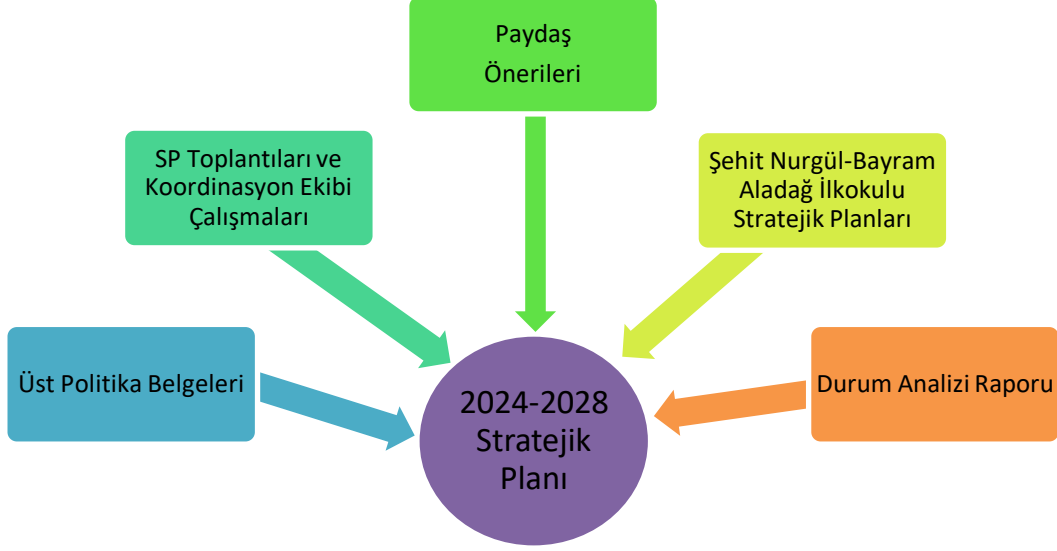 Paydaş
Önerileri
SP Toplantıları ve
Koordinasyon Ekibi
Çalışmaları
Şehit Nurgül-Bayram
Aladağ İlkokulu
Stratejik Planları
Üst Politika Belgeleri
Durum Analizi Raporu
2024-2028
Stratejik
Planı